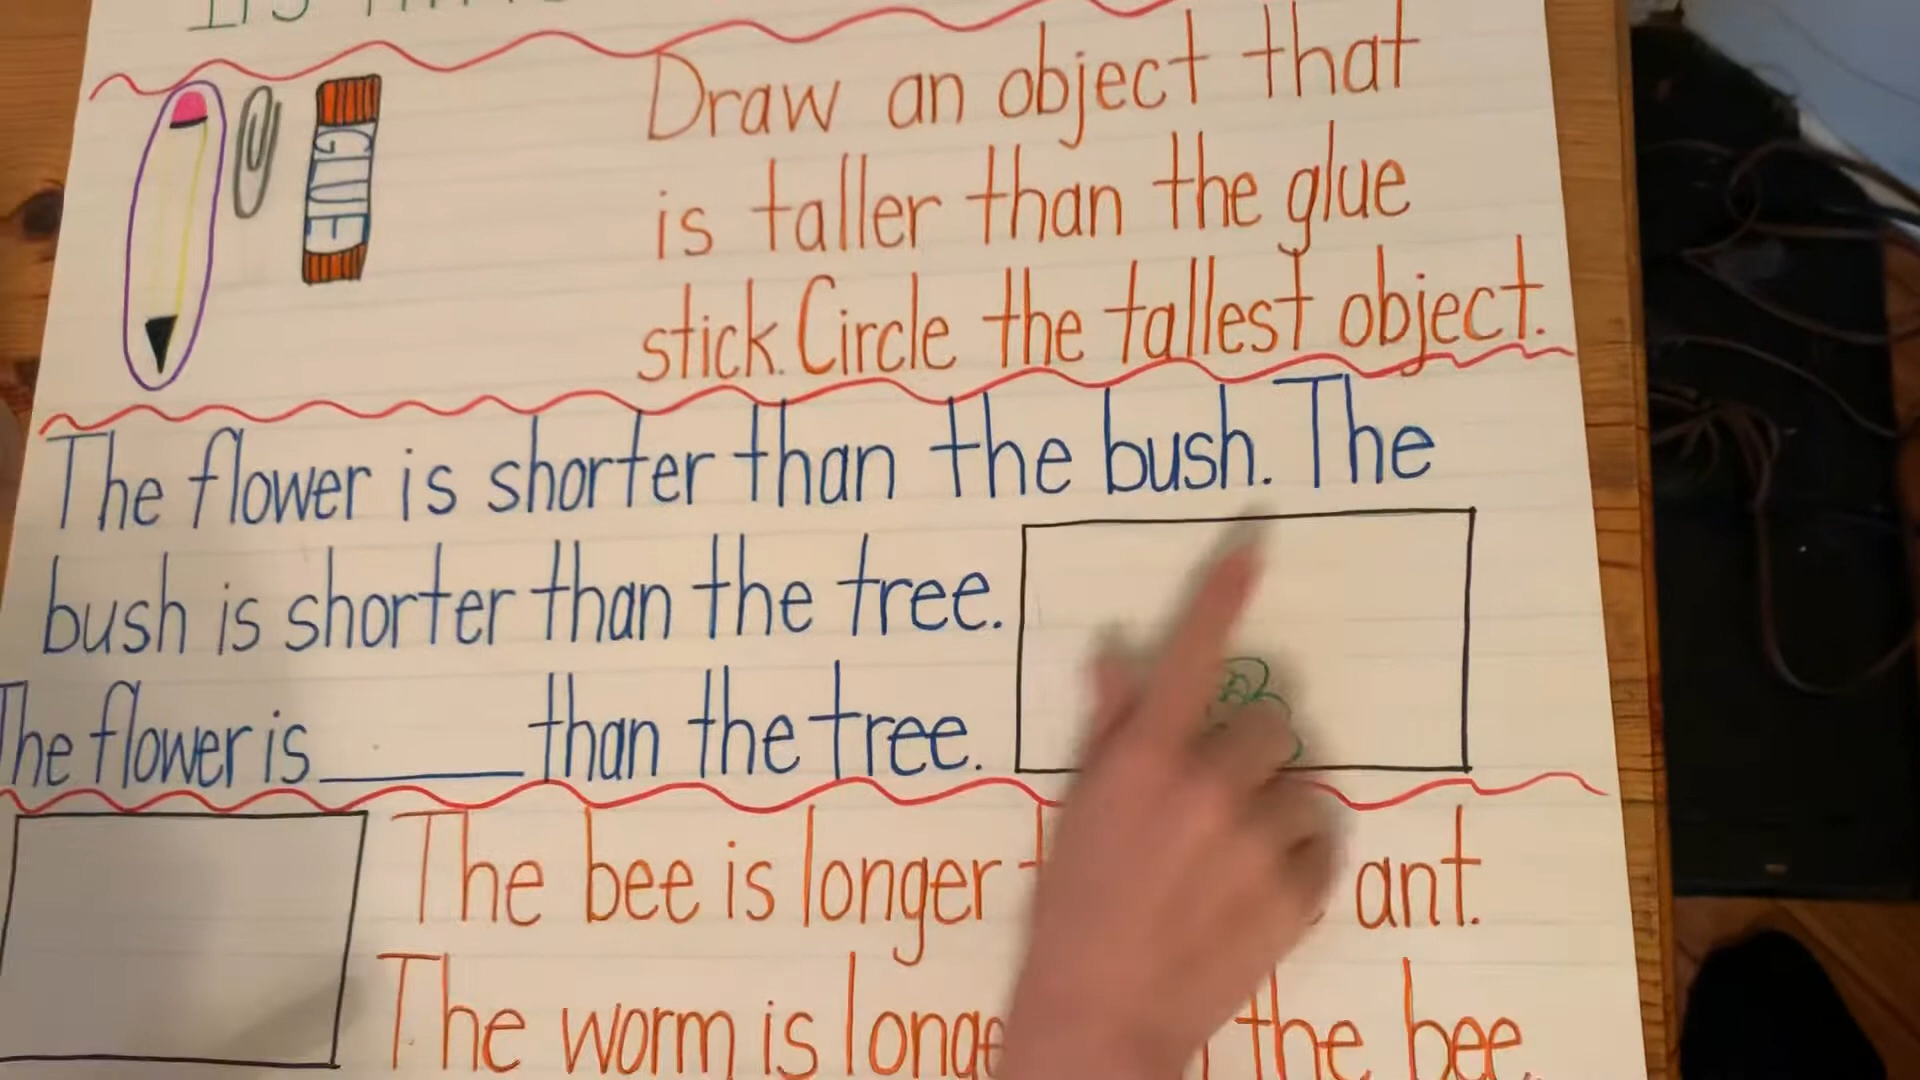 GLUE
Draw an object that
is taller than the glue
stick. Circle the tallest object.
The flower is shorter than the bush. The
bush is shorter than the tree.
The flower is ______ than the tree.
The bee is longer ant.
The worm is the bee.